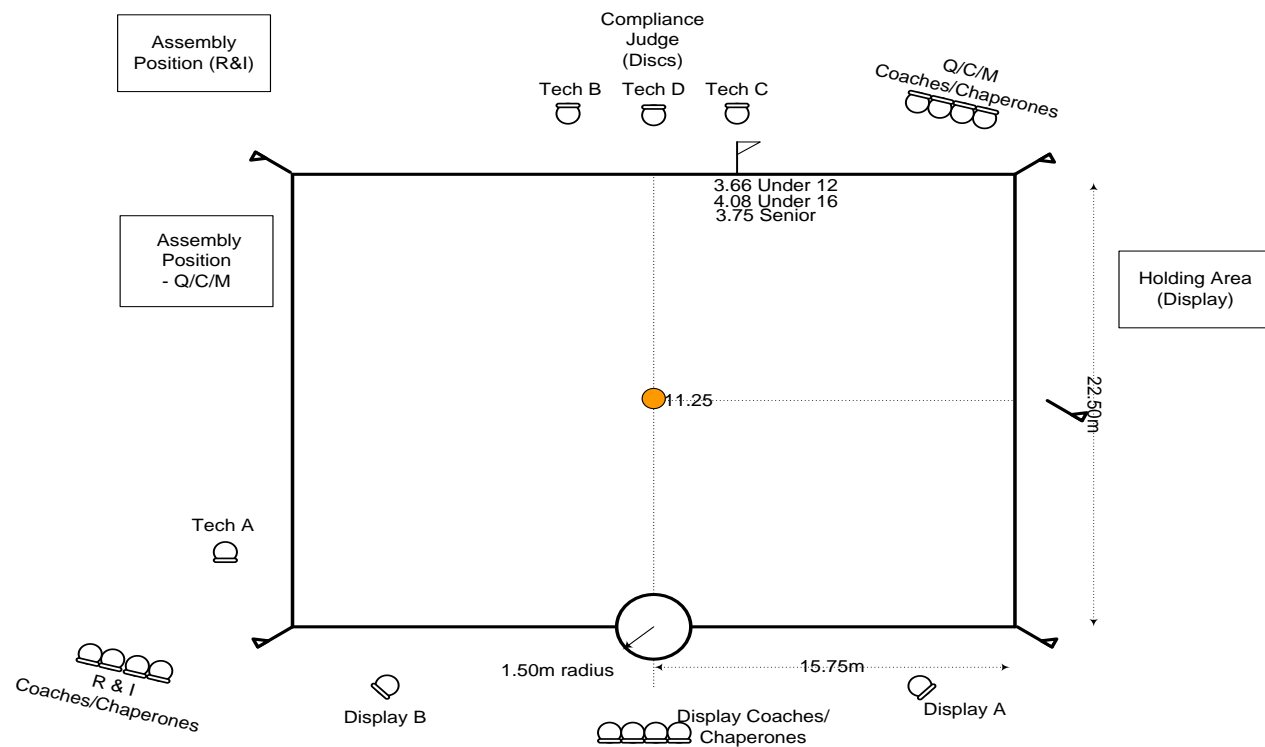 Assembly
Position (R&I)
Compliance
Judge
(Discs)
Tech B
Tech D
Tech C
Q/C/M
Coaches/Chaperones
3.66 Under 12
4.08 Under 16
3.75 Senior
Assembly
Position
- Q/C/M
Holding Area
(Display)
11.25
22.50m
Tech A
1.50m radius
15.75m
R & I
Coaches/Chaperones
Display B
Display Coaches/
Chaperones
Display A